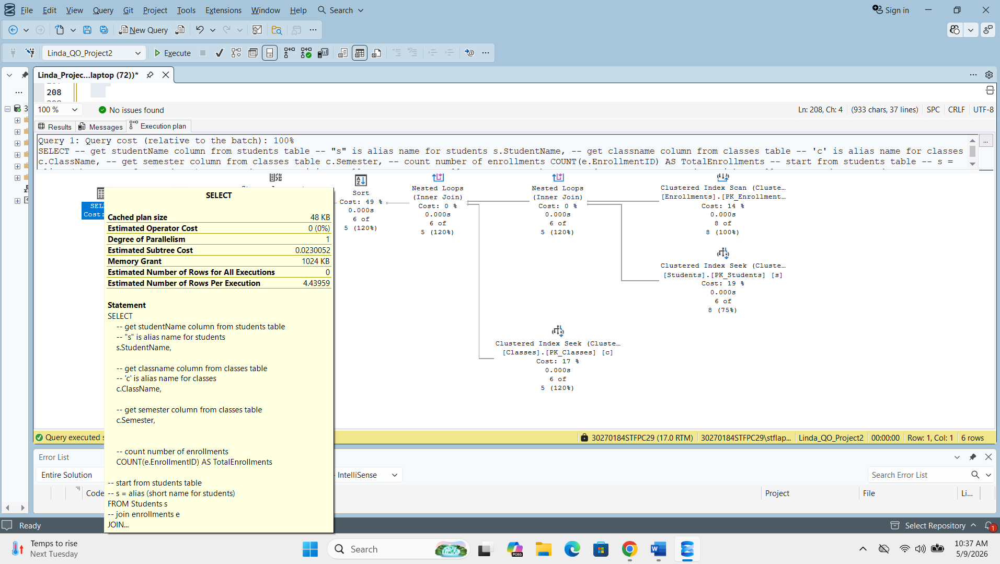 File Edit View Query Git Project Tools Extensions Window Help Search Sign in
New Query
Linda_QO_Project2 Execute
Linda_Projec...laptop (72))*
208
100 % No issues found Ln: 208, Ch: 4 (933 chars, 37 lines) SPC CRLF UTF-8
3
Results Messages Execution plan
Query 1: Query cost (relative to the batch): 100%
SELECT -- get studentName column from students table -- "s" is alias name for students s.StudentName, -- get classname column from classes table -- 'c' is alias name for classes
c.ClassName, -- get semester column from classes table c.Semester, -- count number of enrollments COUNT(e.EnrollmentID) AS TotalEnrollments -- start from students table -- s =
...
SELE
Cost:
Sort
Cost: 49 %
0.000s
6 of
5 (120%)
Nested Loops
(Inner Join)
Cost: 0 %
0.000s
6 of
5 (120%)
Nested Loops
(Inner Join)
Cost: 0 %
0.000s
6 of
5 (120%)
Clustered Index Scan (Cluste...
[Enrollments].[PK_Enrollment...
Cost: 14 %
0.000s
8 of
8 (100%)
Clustered Index Seek (Cluste...
[Students].[PK_Students] [s]
Cost: 19 %
0.000s
6 of
8 (75%)
Clustered Index Seek (Cluste...
[Classes].[PK_Classes] [c]
Cost: 17 %
0.000s
6 of
5 (120%)
SELECT
Cached plan size 48 KB
Estimated Operator Cost 0 (0%)
Degree of Parallelism 1
Estimated Subtree Cost 0.0230052
Memory Grant 1024 KB
Estimated Number of Rows for All Executions 0
Estimated Number of Rows Per Execution 4.43959
Statement
SELECT
-- get studentName column from students table
-- "s" is alias name for students
s.StudentName,
-- get classname column from classes table
-- 'c' is alias name for classes
c.ClassName,
-- get semester column from classes table
c.Semester,
-- count number of enrollments
COUNT(e.EnrollmentID) AS TotalEnrollments
-- start from students table
-- s = alias (short name for students)
FROM Students s
-- join enrollments e
JOIN...
Query executed s 30270184STFPC29 (17.0 RTM) 30270184STFPC29\stflap... Linda_QO_Project2 00:00:00 Row: 1, Col: 1 6 rows
Error List
Entire Solution IntelliSense Search Error List
Code Project File Li...
Ready Select Repository 1
Temps to rise
Next Tuesday
Search
M365
10:37 AM
5/9/2026